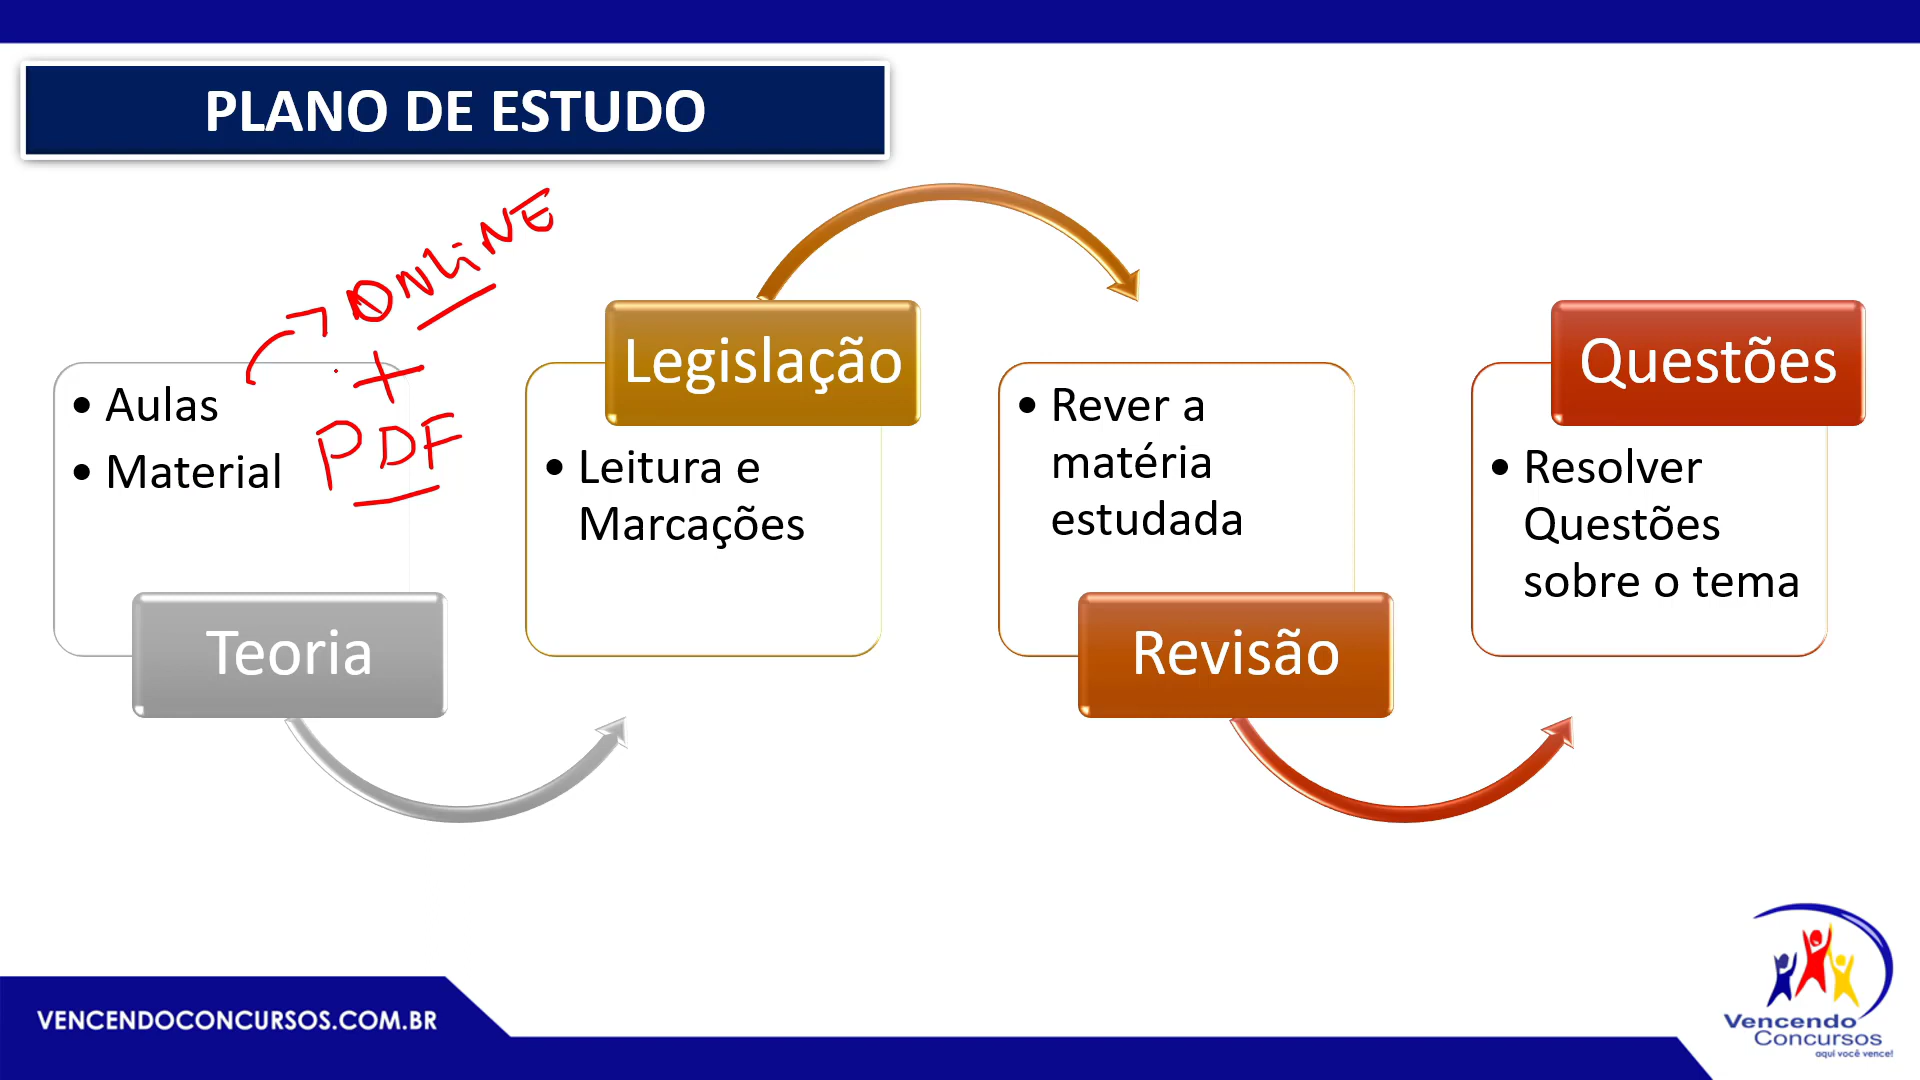 PLANO DE ESTUDO
ONLINE
+
PDF
• Aulas
• Material
Teoria
Legislação
• Leitura e
Marcações
• Rever a
matéria
estudada
Revisão
Questões
• Resolver
Questões
sobre o tema
VENCENDOCONCURSOS.COM.BR
Vencendo
Concursos
aqui você vence!